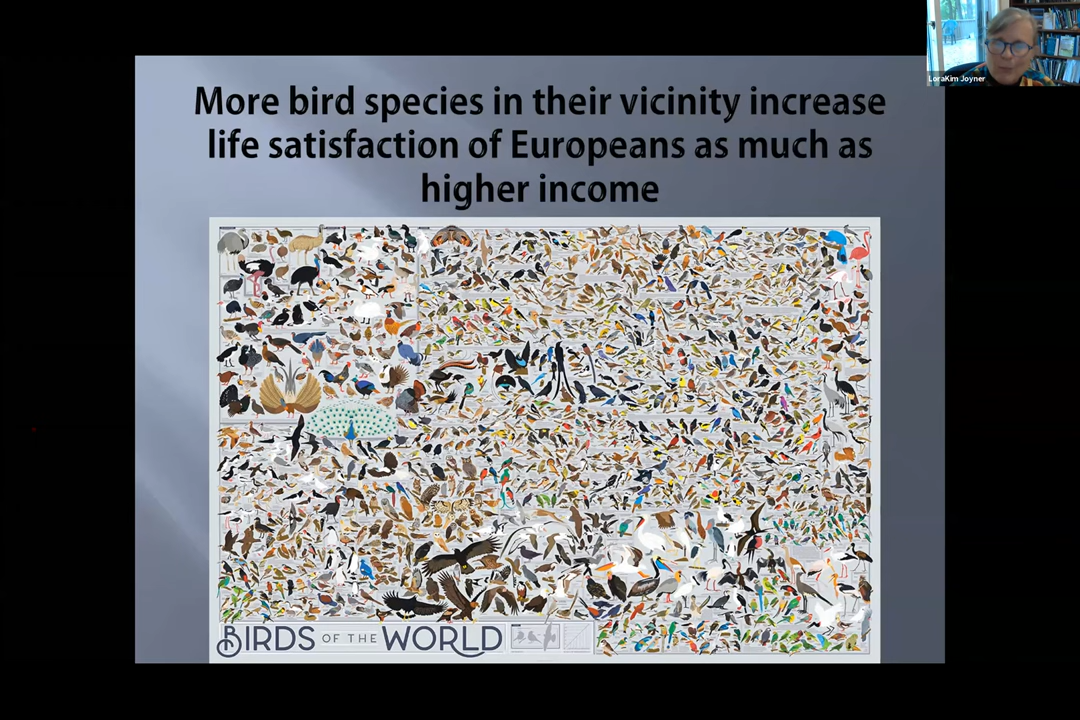 LoraKim Joyner
More bird species in their vicinity increase
life satisfaction of Europeans as much as
higher income
BIRDS OF THE WORLD